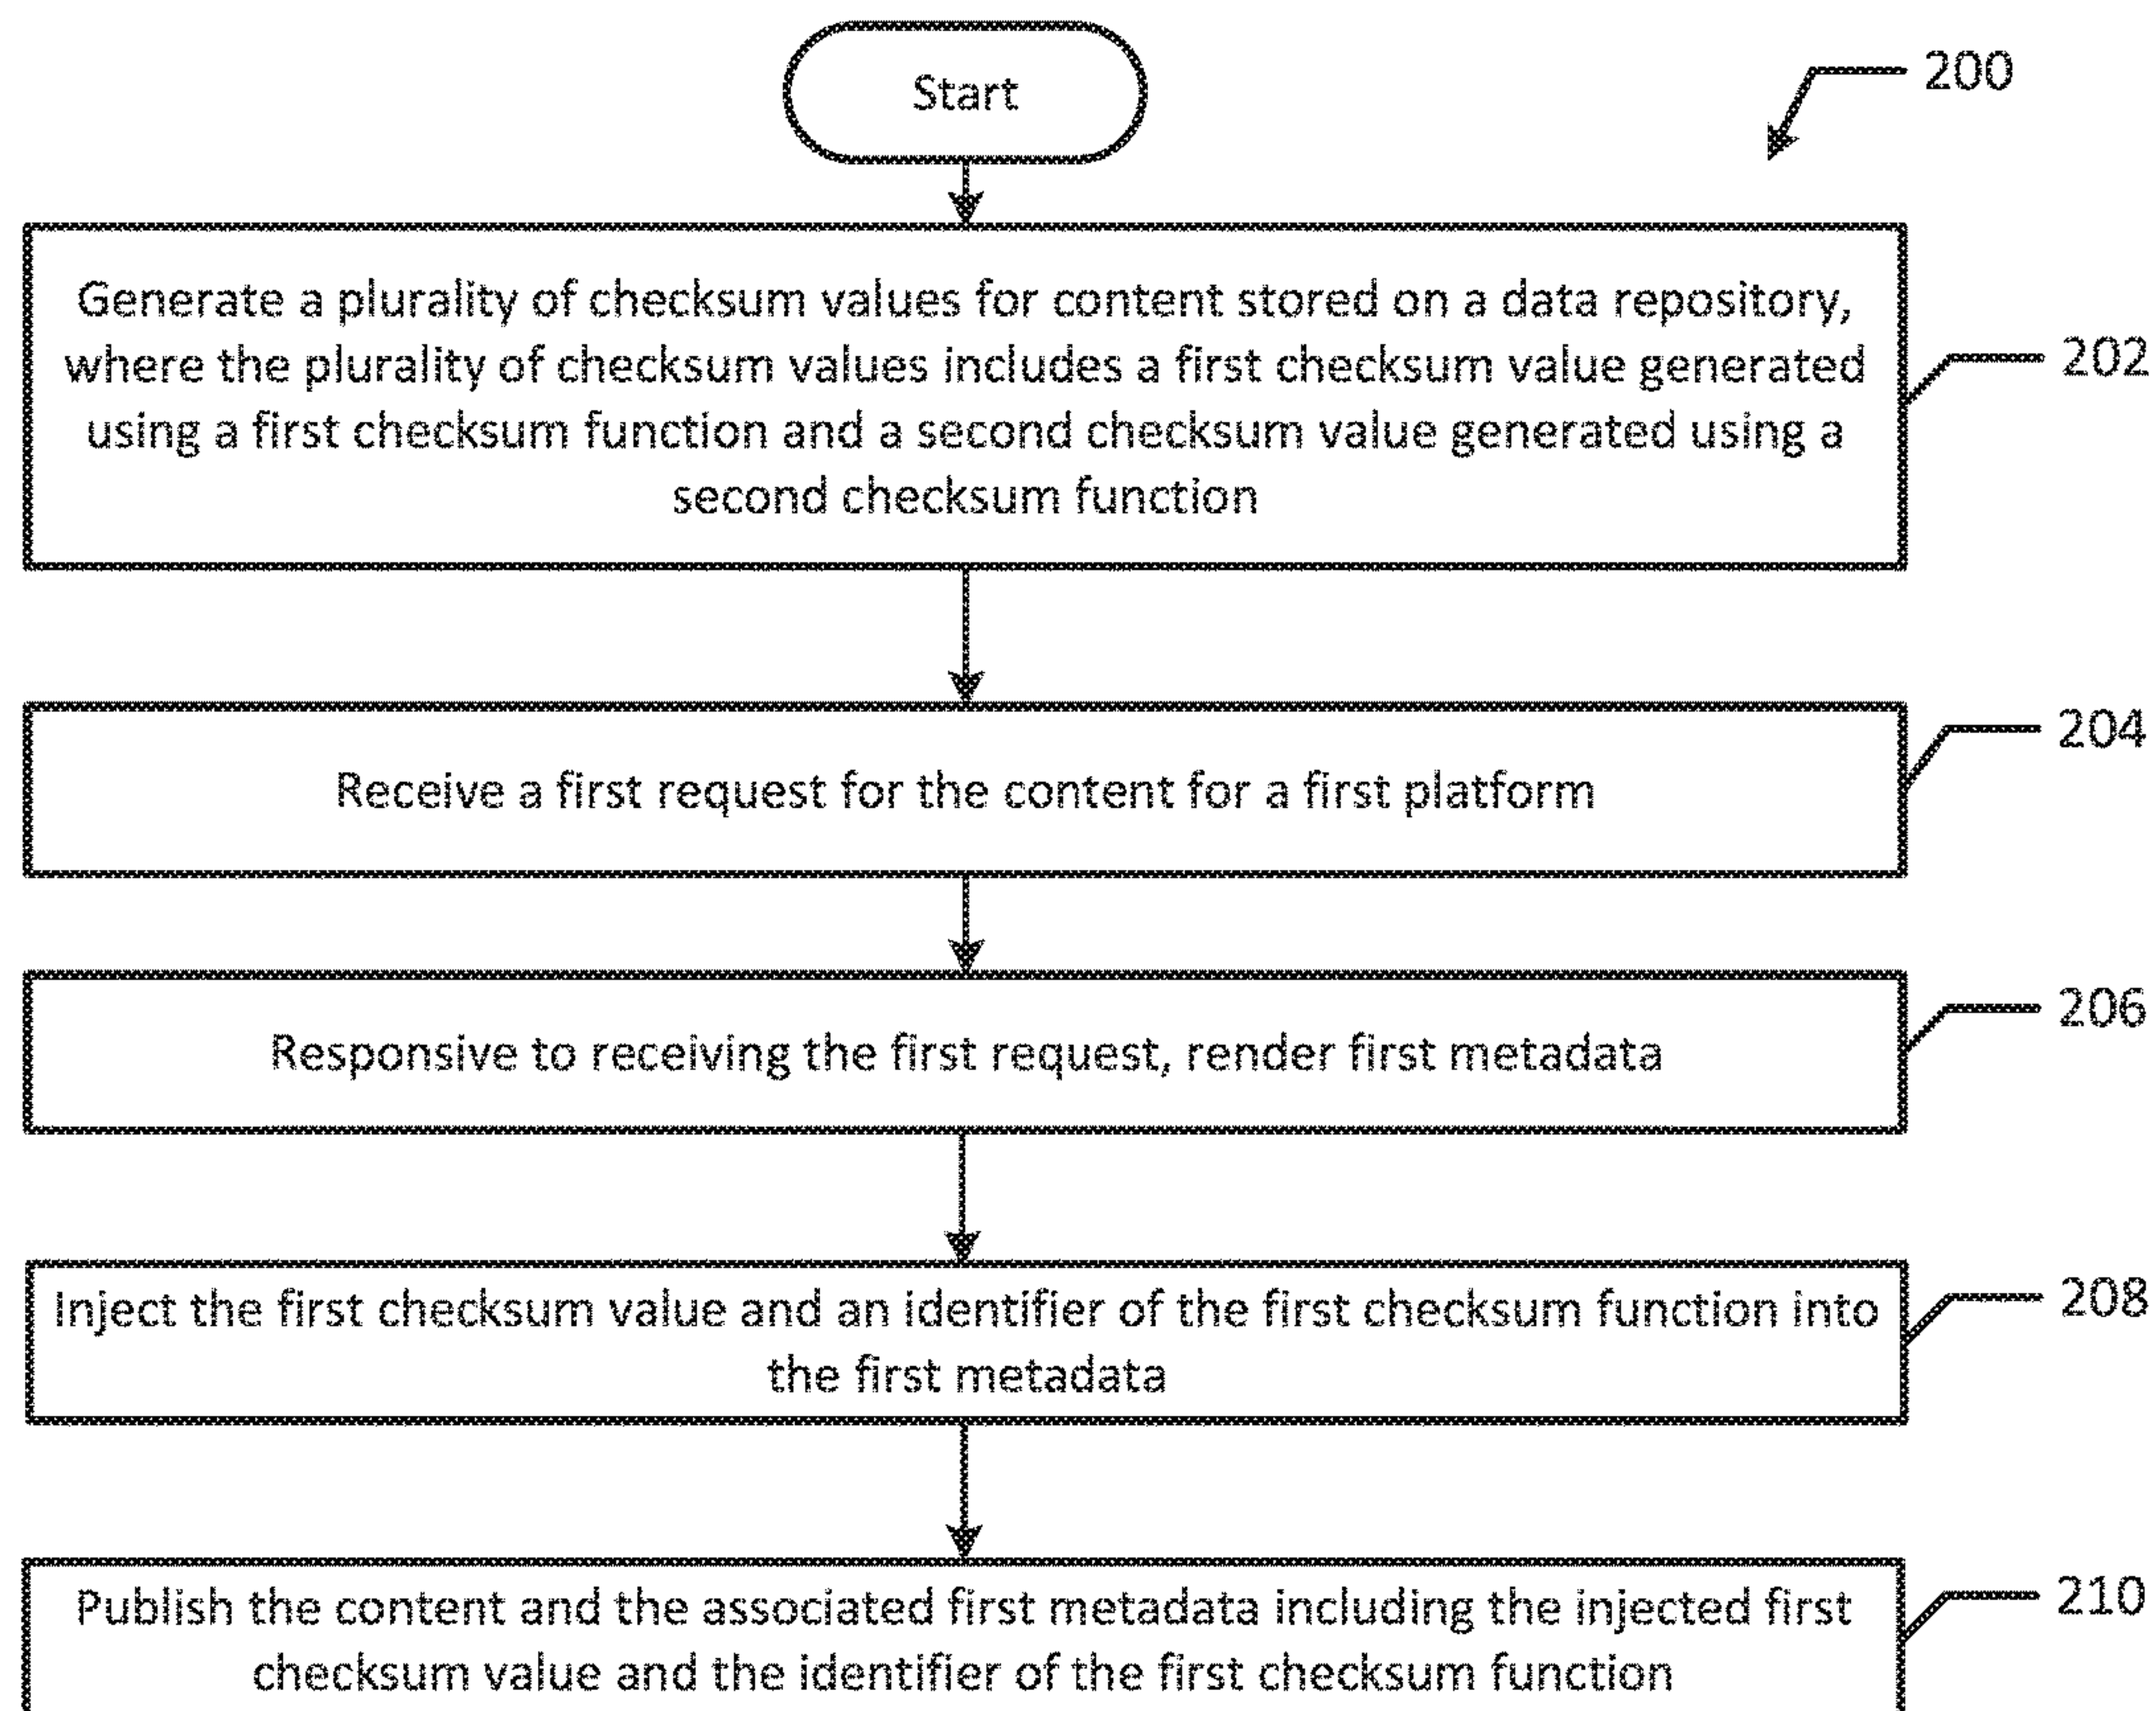 Start
200
Generate a plurality of checksum values for content stored on a data repository,
where the plurality of checksum values includes a first checksum value generated
using a first checksum function and a second checksum value generated using a
second checksum function
202
Receive a first request for the content for a first platform
204
Responsive to receiving the first request, render first metadata
206
Inject the first checksum value and an identifier of the first checksum function into
the first metadata
208
Publish the content and the associated first metadata including the injected first
checksum value and the identifier of the first checksum function
210